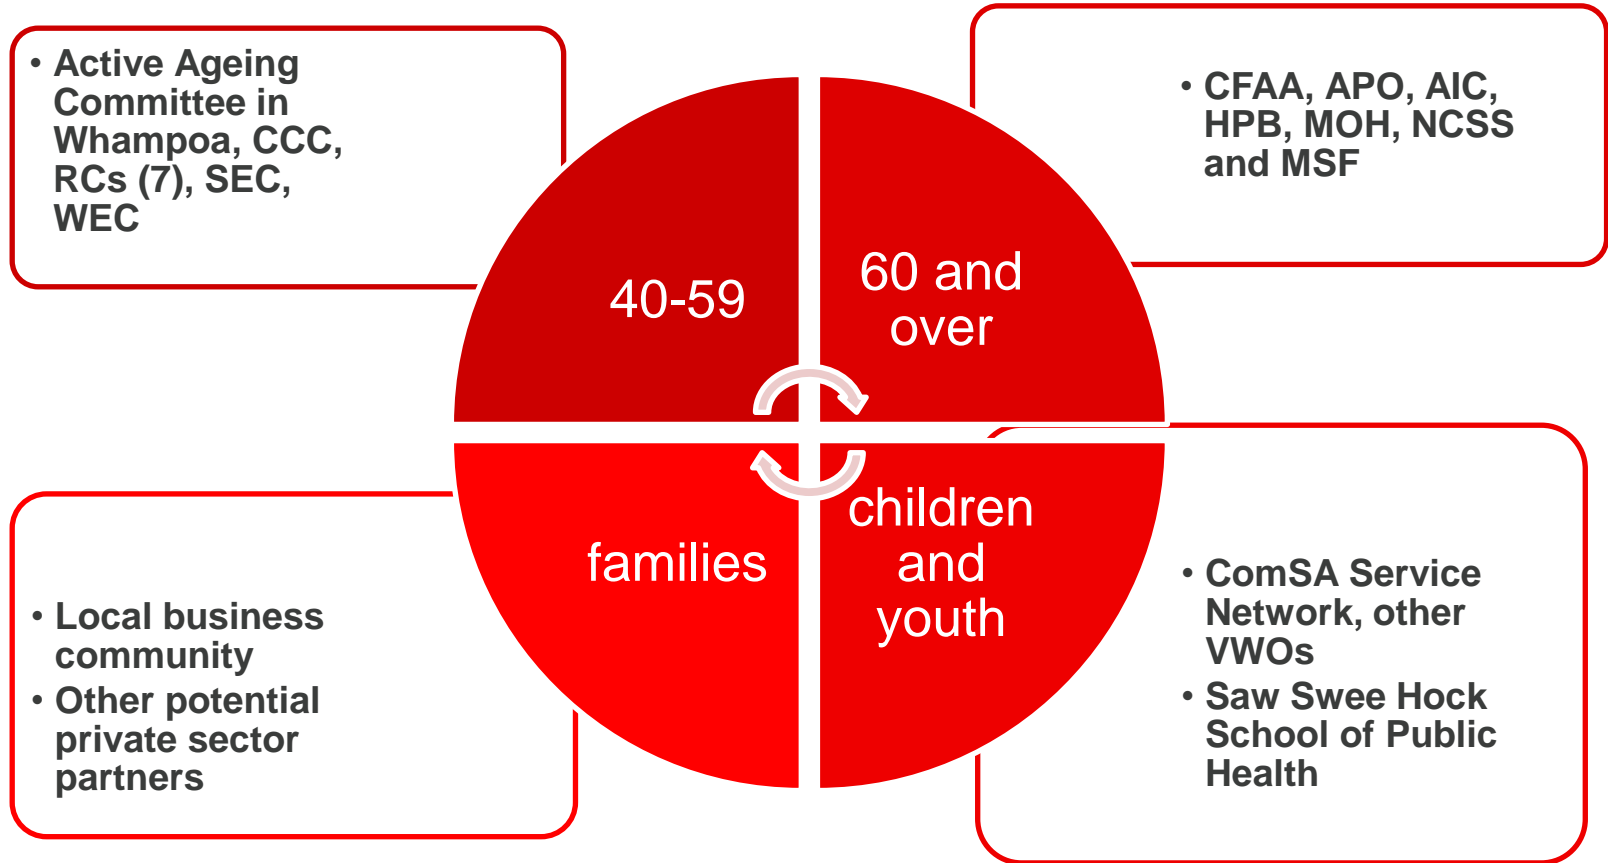 • Active Ageing
Committee in
Whampoa, CCC,
RCs (7), SEC,
WEC
• CFAA, APO, AIC,
HPB, MOH, NCSS
and MSF
40-59
60 and
over
families
children
and
youth
• Local business
community
• Other potential
private sector
partners
• ComSA Service
Network, other
VWOs
• Saw Swee Hock
School of Public
Health